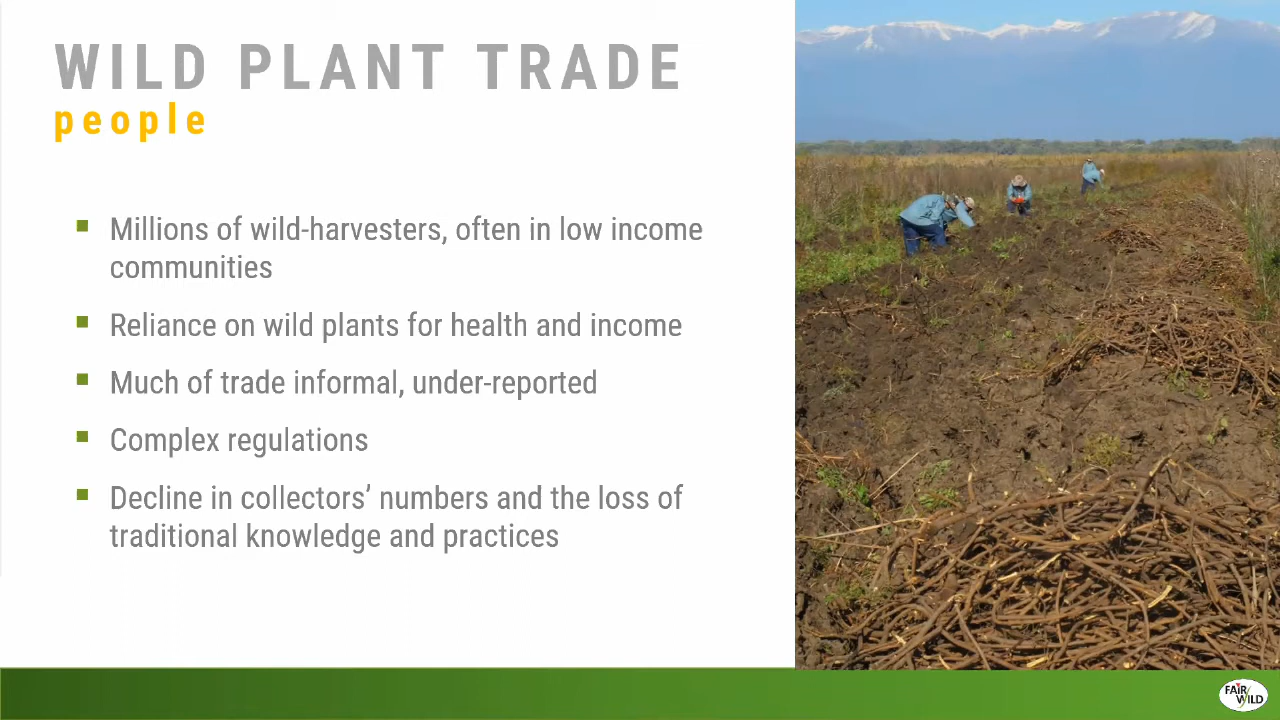 WILD PLANT TRADE
people
Millions of wild-harvesters, often in low income
communities
Reliance on wild plants for health and income
Much of trade informal, under-reported
Complex regulations
Decline in collectors’ numbers and the loss of
traditional knowledge and practices
FAIR
WILD